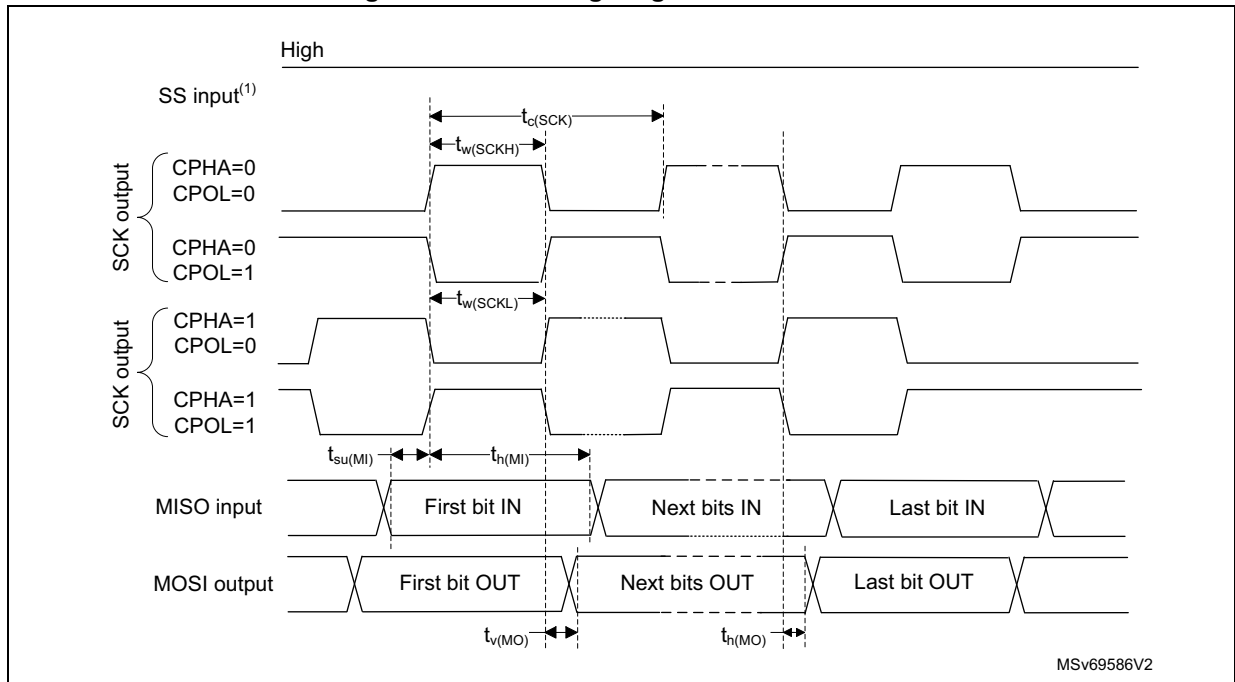 High
SS input(1)
tc(SCK)
tw(SCKH)
SCK output
CPHA=0
CPOL=0
CPHA=0
CPOL=1
tw(SCKL)
SCK output
CPHA=1
CPOL=0
CPHA=1
CPOL=1
tsu(MI)
th(MI)
MISO input
First bit IN
Next bits IN
Last bit IN
MOSI output
First bit OUT
Next bits OUT
Last bit OUT
tv(MO)
th(MO)
MSv69586V2